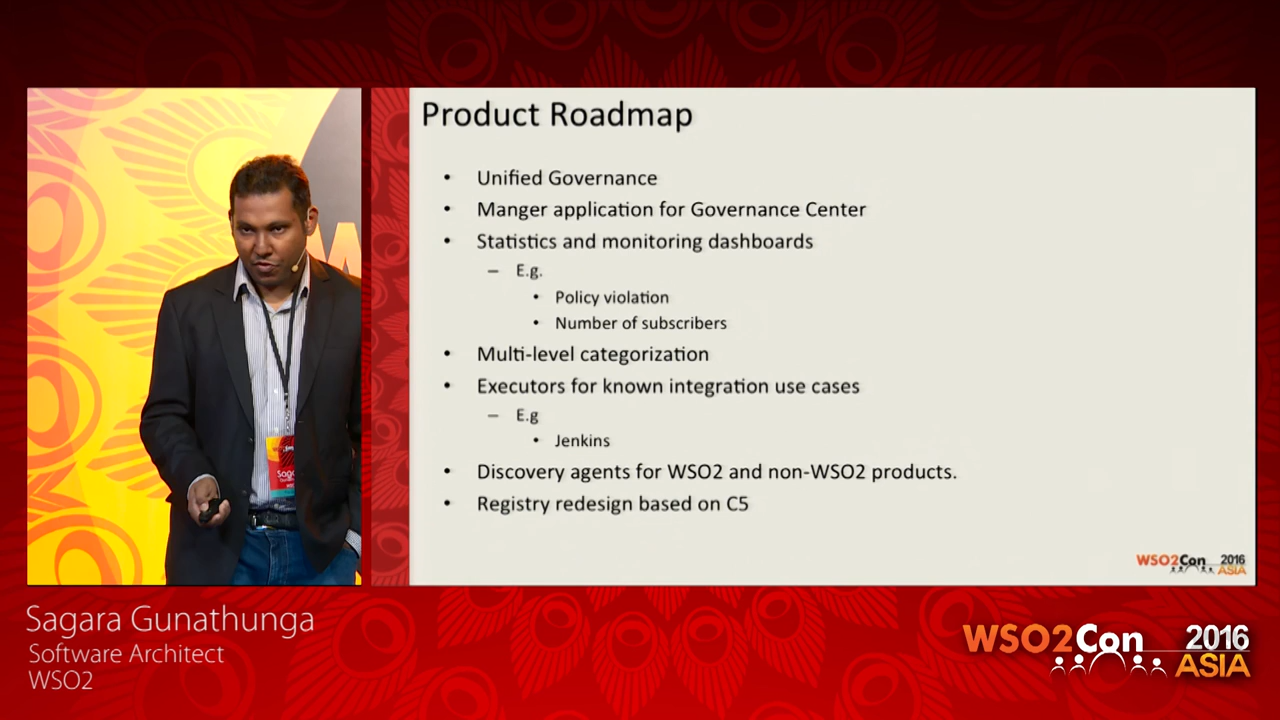 Product Roadmap
• Unified Governance
• Manger application for Governance Center
• Statistics and monitoring dashboards
– E.g.
• Policy violation
• Number of subscribers
• Multi-level categorization
• Executors for known integration use cases
– E.g
• Jenkins
• Discovery agents for WSO2 and non-WSO2 products.
• Registry redesign based on C5
WSO2Con 2016
ASIA
Sagara Gunathunga
Software Architect
WSO2
WSO2Con 2016
ASIA